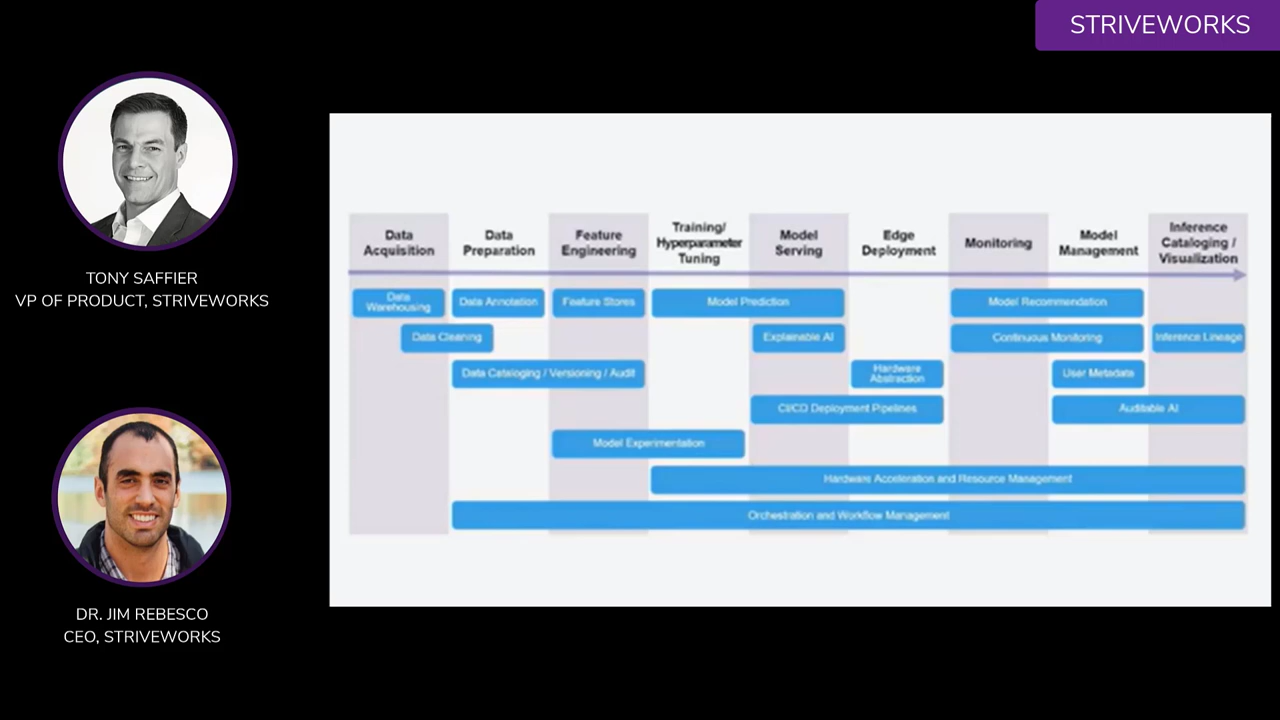 STRIVEWORKS
TONY SAFFIER
VP OF PRODUCT, STRIVEWORKS
DR. JIM REBESCO
CEO, STRIVEWORKS
Data
Acquisition
Data
Preparation
Feature
Engineering
Training/
Hyperparameter
Tuning
Model
Serving
Edge
Deployment
Monitoring
Model
Management
Inference
Cataloging /
Visualization
Data
Warehousing
Data Annotation
Feature Stores
Model Prediction
Model Recommendation
Data Cleaning
Explainable AI
Continuous Monitoring
Inference Lineage
Data Cataloging / Versioning / Audit
Hardware
Abstraction
User Metadata
CI/CD Deployment Pipelines
Auditable AI
Model Experimentation
Hardware Acceleration and Resource Management
Orchestration and Workflow Management